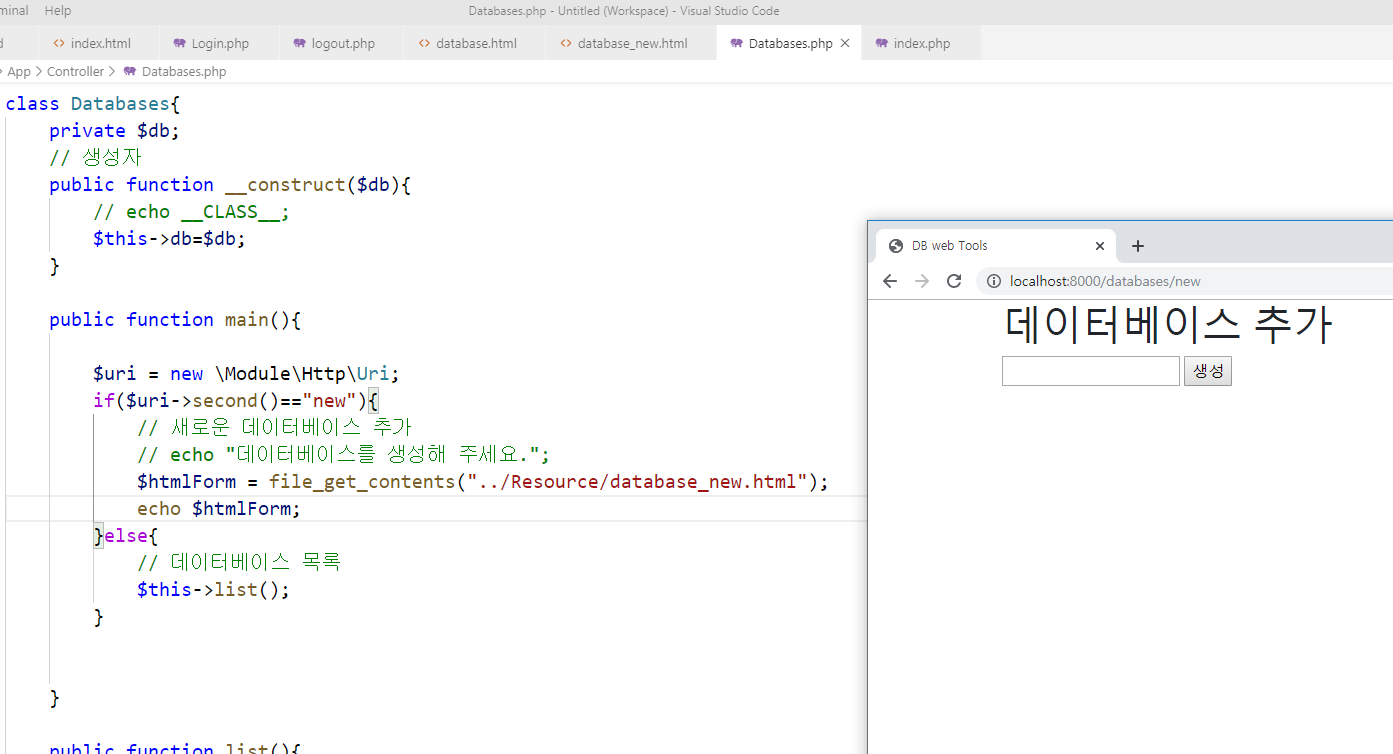 Help
Databases.php - Untitled (Workspace) - Visual Studio Code
index.html
Login.php
logout.php
database.html
database_new.html
Databases.php
index.php
App > Controller > Databases.php
class Databases{
private $db;
// 생성자
public function __construct($db){
// echo __CLASS__;
$this->db=$db;
}
public function main(){
$uri = new \Module\Http\Uri;
if($uri->second()=="new"){
// 새로운 데이터베이스 추가
// echo "데이터베이스를 생성해 주세요.";
$htmlForm = file_get_contents("../Resource/database_new.html");
echo $htmlForm;
}else{
// 데이터베이스 목록
$this->list();
}
}
public function list(){
DB web Tools
localhost:8000/databases/new
데이터베이스 추가
생성